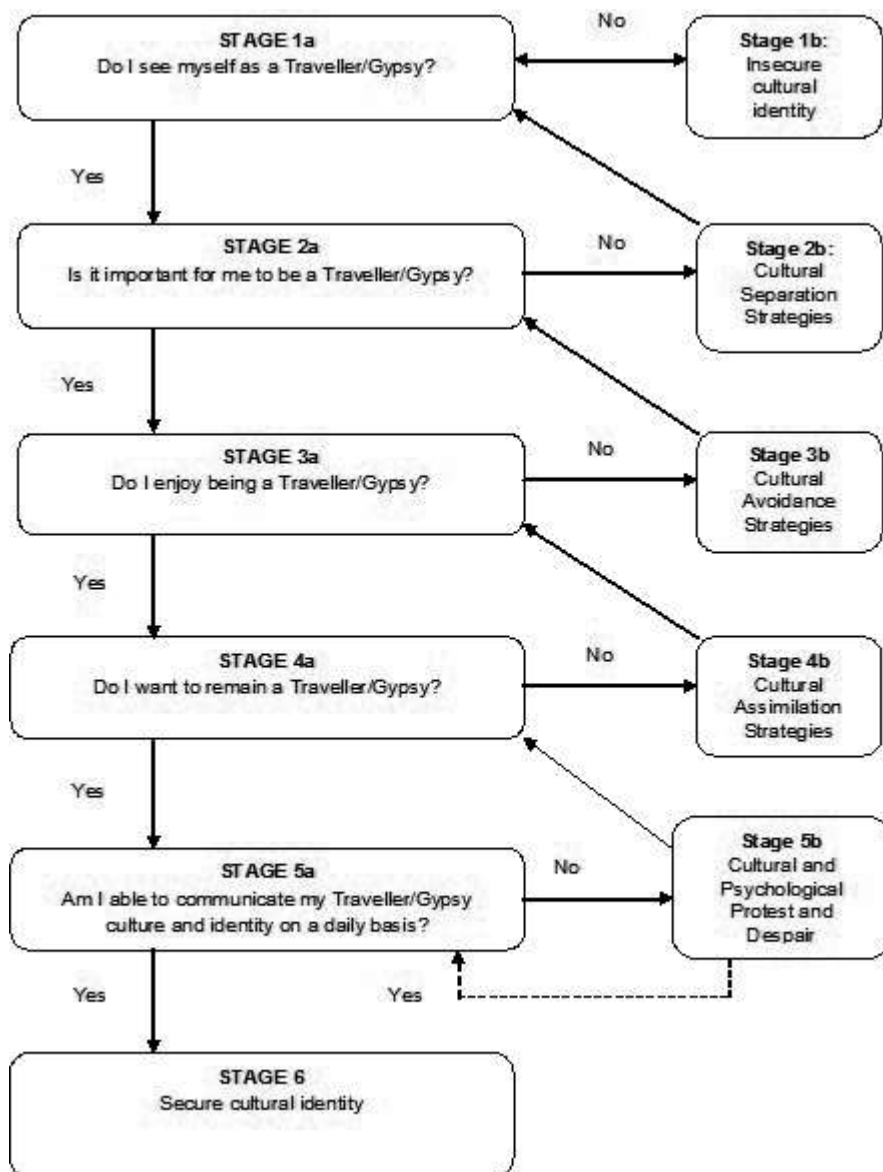 STAGE 1a
Do I see myself as a Traveller/Gypsy?
No
Stage 1b:
Insecure
cultural
identity
Yes
STAGE 2a
Is it important for me to be a Traveller/Gypsy?
No
Stage 2b:
Cultural
Separation
Strategies
Yes
STAGE 3a
Do I enjoy being a Traveller/Gypsy?
No
Stage 3b
Cultural
Avoidance
Strategies
Yes
STAGE 4a
Do I want to remain a Traveller/Gypsy?
No
Stage 4b
Cultural
Assimilation
Strategies
Yes
STAGE 5a
Am I able to communicate my Traveller/Gypsy
culture and identity on a daily basis?
No
Stage 5b
Cultural and
Psychological
Protest and
Despair
Yes
Yes
STAGE 6
Secure cultural identity